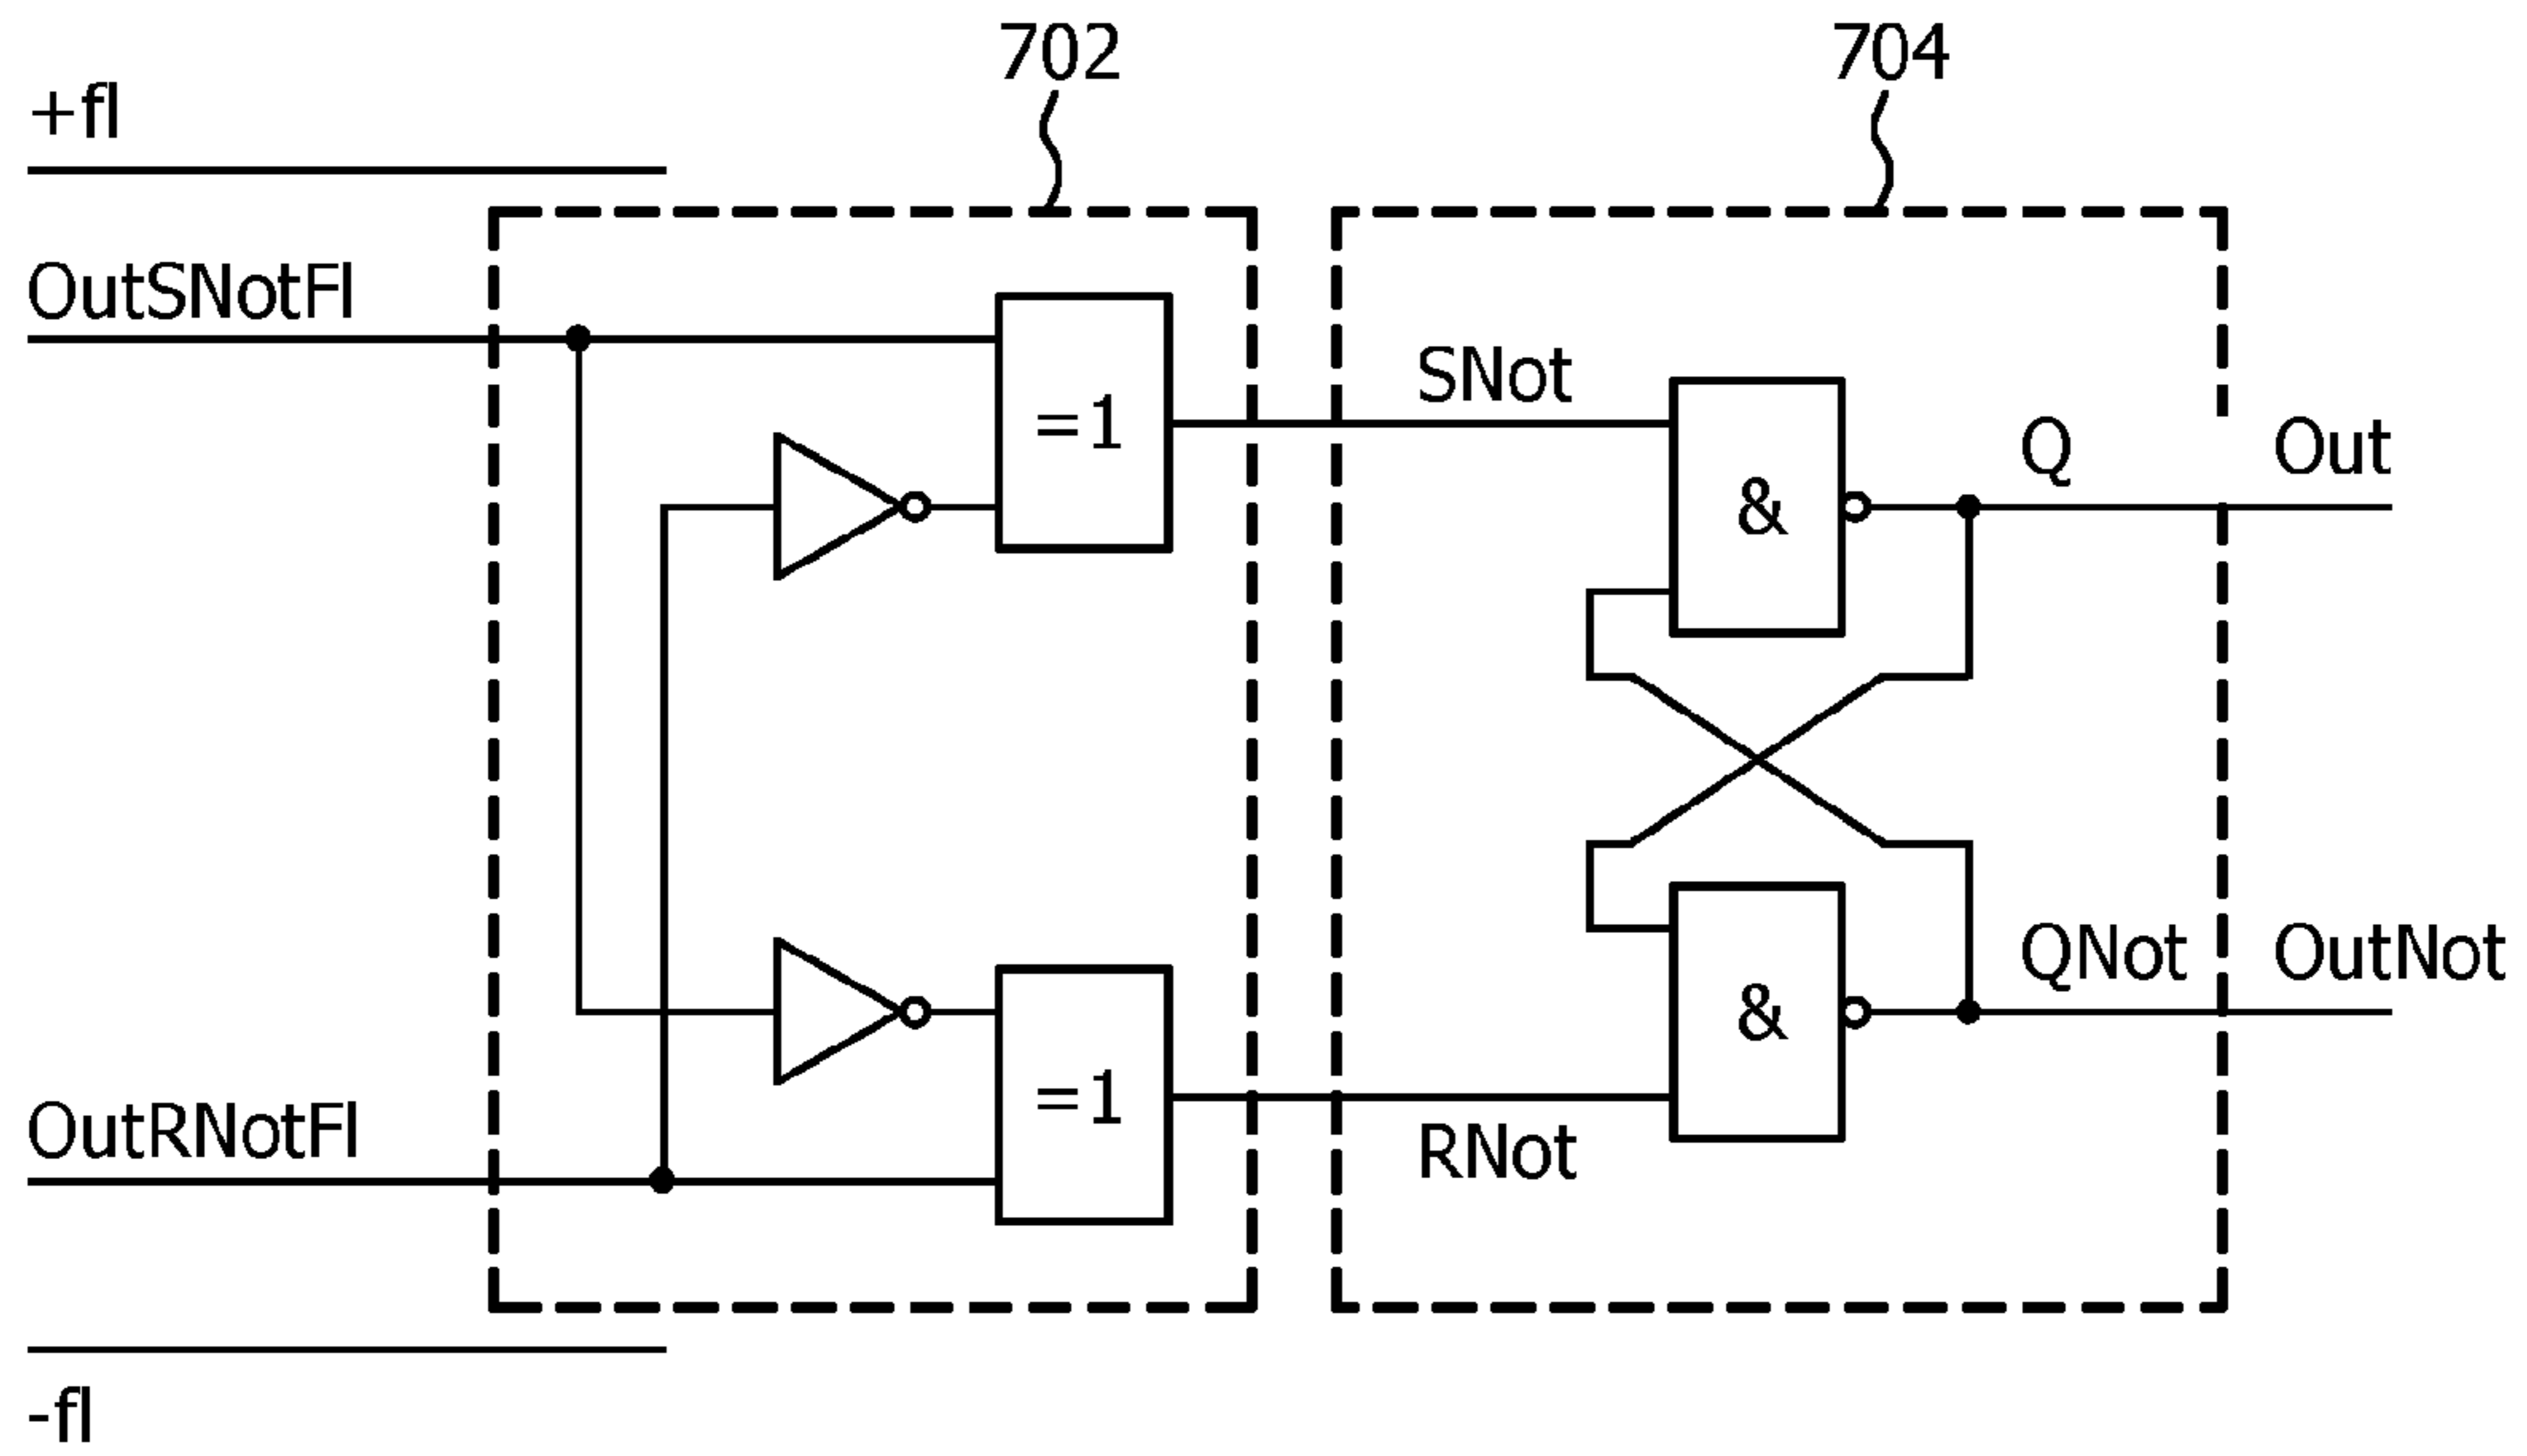 702
704
+fl
OutSNotFl
=1
SNot
&
Q
Out
OutRNotFl
=1
RNot
&
QNot
OutNot
-fl